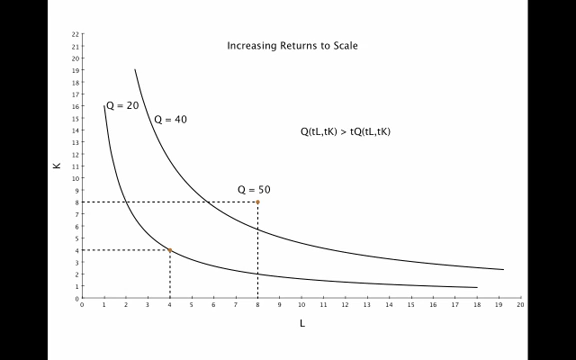 Increasing Returns to Scale
22
21
20
19
18
17
16
15
14
13
12
11
10
9
8
7
6
5
4
3
2
1
0
K
Q = 20
Q = 40
Q(tL,tK) > tQ(tL,tK)
Q = 50
0 1 2 3 4 5 6 7 8 9 10 11 12 13 14 15 16 17 18 19 20
L